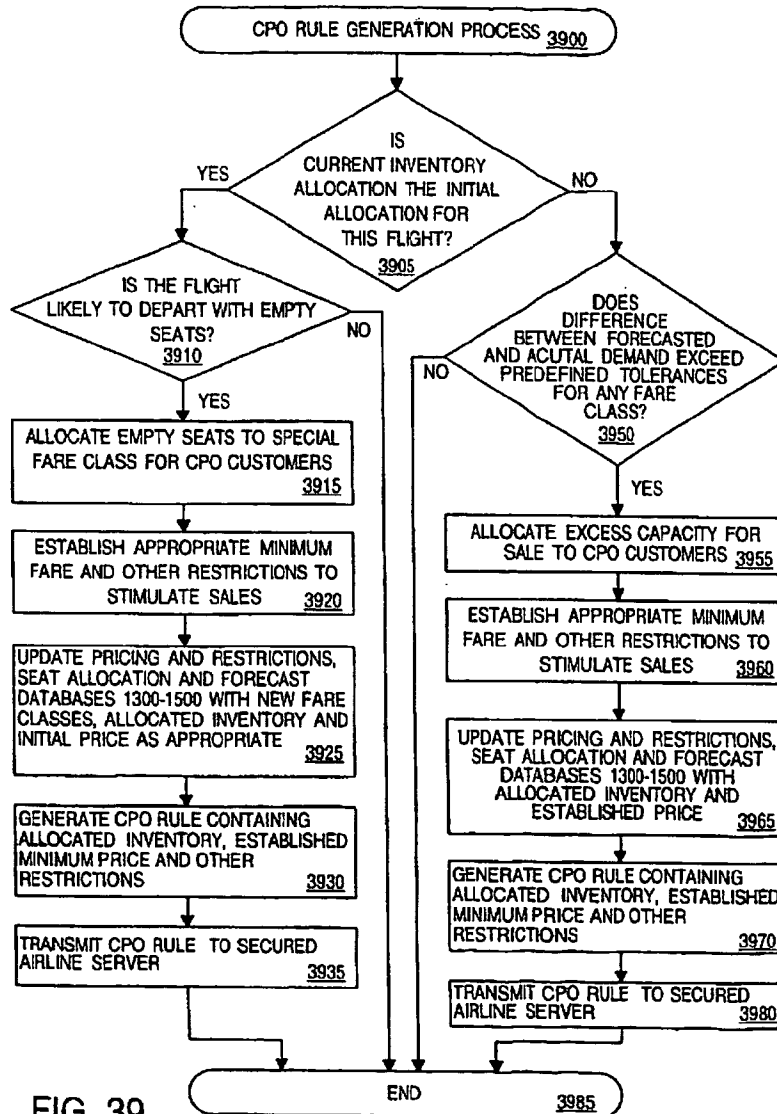 CPO RULE GENERATION PROCESS 3900
IS
CURRENT INVENTORY
ALLOCATION THE INITIAL
ALLOCATION FOR
THIS FLIGHT?
3905
YES
NO
IS THE FLIGHT
LIKELY TO DEPART WITH EMPTY
SEATS?
3910
NO
YES
ALLOCATE EMPTY SEATS TO SPECIAL
FARE CLASS FOR CPO CUSTOMERS
3915
ESTABLISH APPROPRIATE MINIMUM
FARE AND OTHER RESTRICTIONS TO
STIMULATE SALES 3920
UPDATE PRICING AND RESTRICTIONS,
SEAT ALLOCATION AND FORECAST
DATABASES 1300-1500 WITH NEW FARE
CLASSES, ALLOCATED INVENTORY AND
INITIAL PRICE AS APPROPRIATE 3925
GENERATE CPO RULE CONTAINING
ALLOCATED INVENTORY, ESTABLISHED
MINIMUM PRICE AND OTHER
RESTRICTIONS 3930
TRANSMIT CPO RULE TO SECURED
AIRLINE SERVER 3935
DOES
DIFFERENCE
BETWEEN FORECASTED
AND ACUTAL DEMAND EXCEED
PREDEFINED TOLERANCES
FOR ANY FARE
CLASS?
3950
NO
YES
ALLOCATE EXCESS CAPACITY FOR
SALE TO CPO CUSTOMERS 3955
ESTABLISH APPROPRIATE MINIMUM
FARE AND OTHER RESTRICTIONS TO
STIMULATE SALES 3960
UPDATE PRICING AND RESTRICTIONS,
SEAT ALLOCATION AND FORECAST
DATABASES 1300-1500 WITH
ALLOCATED INVENTORY AND
ESTABLISHED PRICE 3965
GENERATE CPO RULE CONTAINING
ALLOCATED INVENTORY, ESTABLISHED
MINIMUM PRICE AND OTHER
RESTRICTIONS 3970
TRANSMIT CPO RULE TO SECURED
AIRLINE SERVER 3980
END 3985
FIG. 39